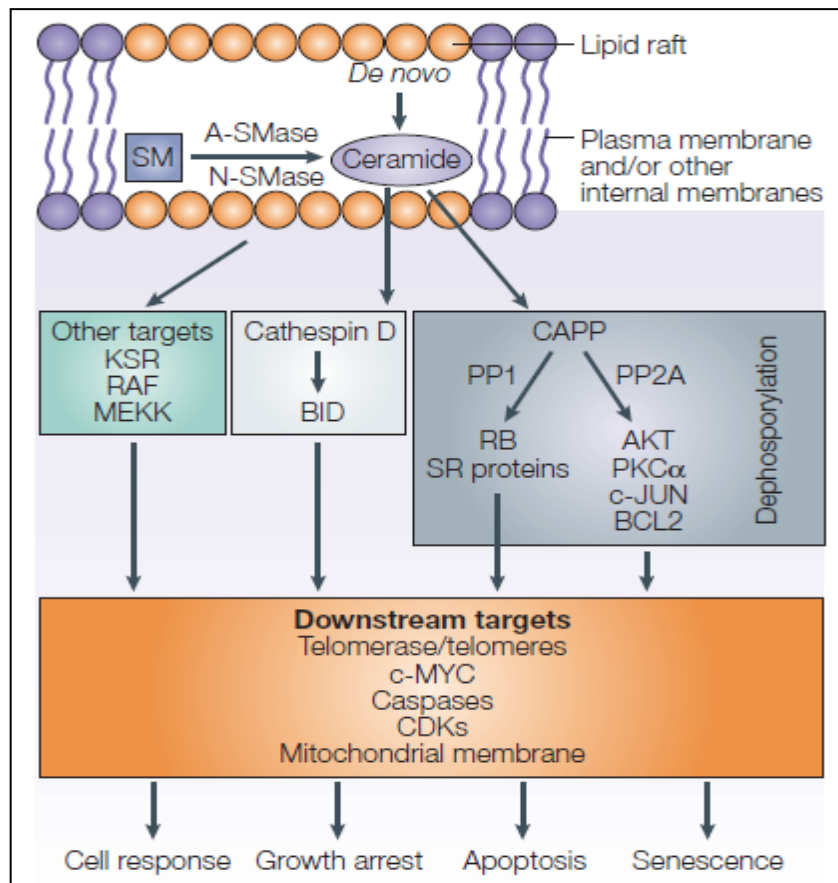 Lipid raft
De novo
A-SMase
SM
Ceramide
N-SMase
Plasma membrane
and/or other
internal membranes
Other targets
KSR
RAF
MEKK
Cathespin D
BID
CAPP
PP1
PP2A
RB
SR proteins
AKT
PKCα
c-JUN
BCL2
Dephosporylation
Downstream targets
Telomerase/telomeres
c-MYC
Caspases
CDKs
Mitochondrial membrane
Cell response
Growth arrest
Apoptosis
Senescence